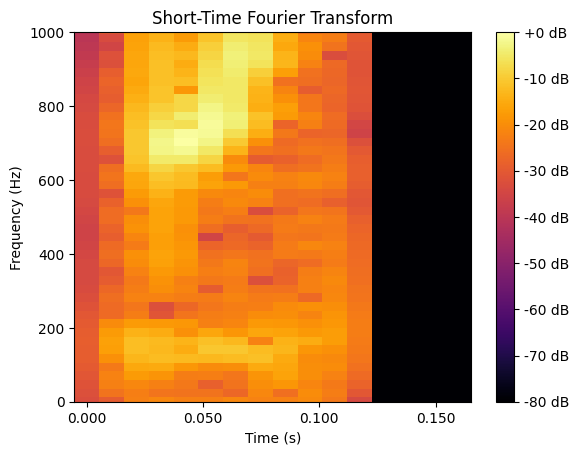 Short-Time Fourier Transform
1000
800
600
400
200
0
Frequency (Hz)
0.000
0.050
0.100
0.150
Time (s)
+0 dB
-10 dB
-20 dB
-30 dB
-40 dB
-50 dB
-60 dB
-70 dB
-80 dB